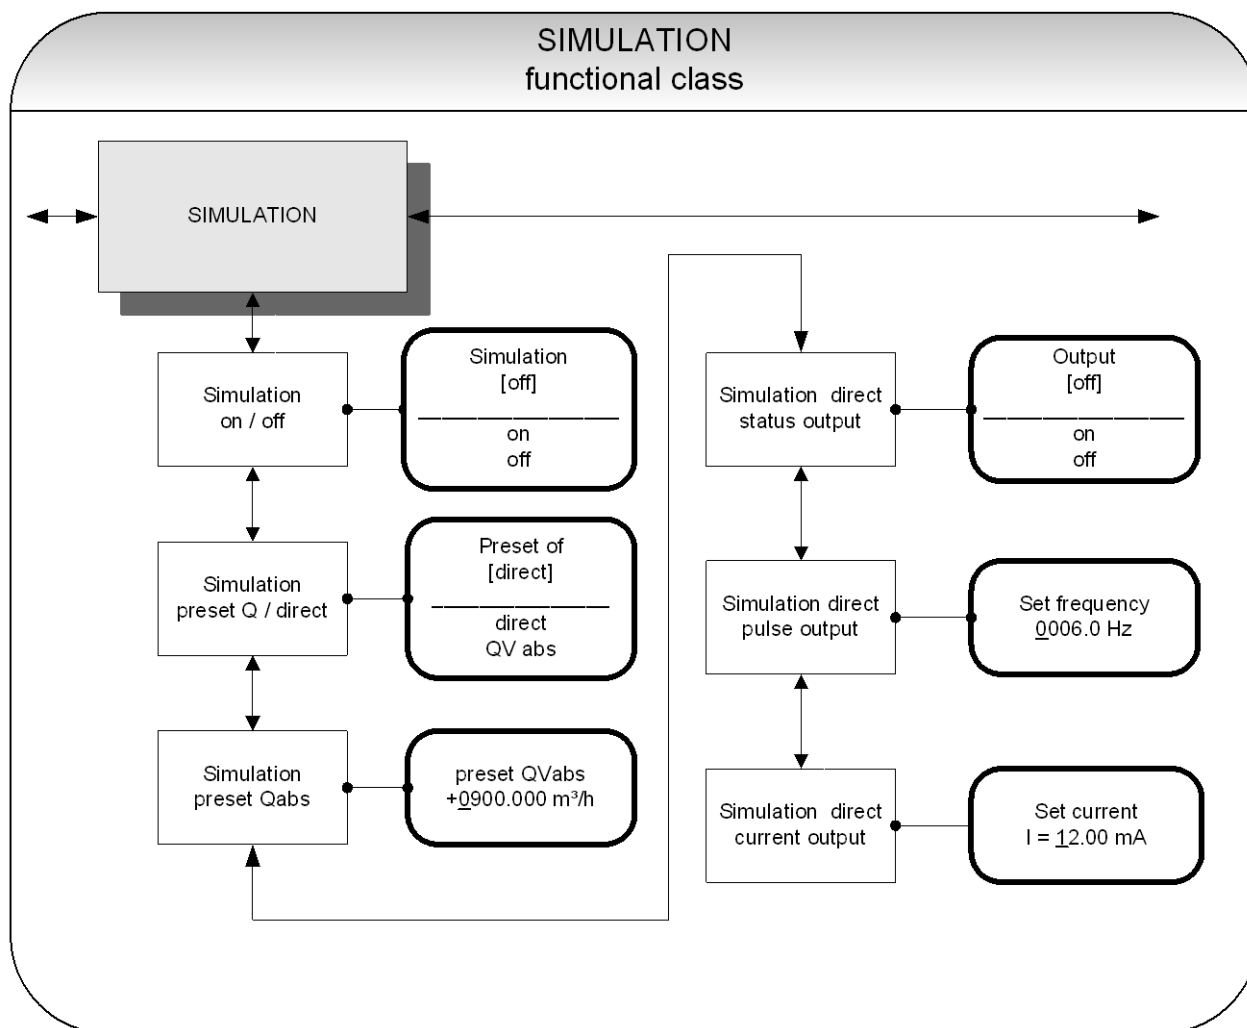 SIMULATION
functional class
SIMULATION
Simulation
on / off
Simulation
[off]
on
off
Simulation
preset Q / direct
Preset of
[direct]
direct
QV abs
Simulation
preset Qabs
preset QVabs
+0900.000 m³/h
Simulation direct
status output
Output
[off]
on
off
Simulation direct
pulse output
Set frequency
0006.0 Hz
Simulation direct
current output
Set current
I = 12.00 mA